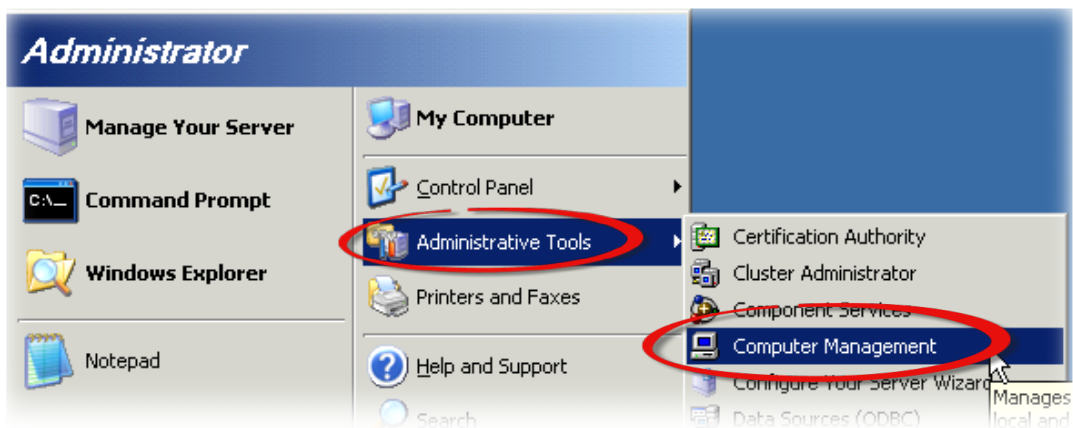 Administrator
Manage Your Server
Command Prompt
Windows Explorer
Notepad
C:\_
My Computer
Control Panel
Administrative Tools
Printers and Faxes
Help and Support
Search
Certification Authority
Cluster Administrator
Component Services
Computer Management
Configure Your Server Wizard
Data Sources (ODBC)
Manages
local and